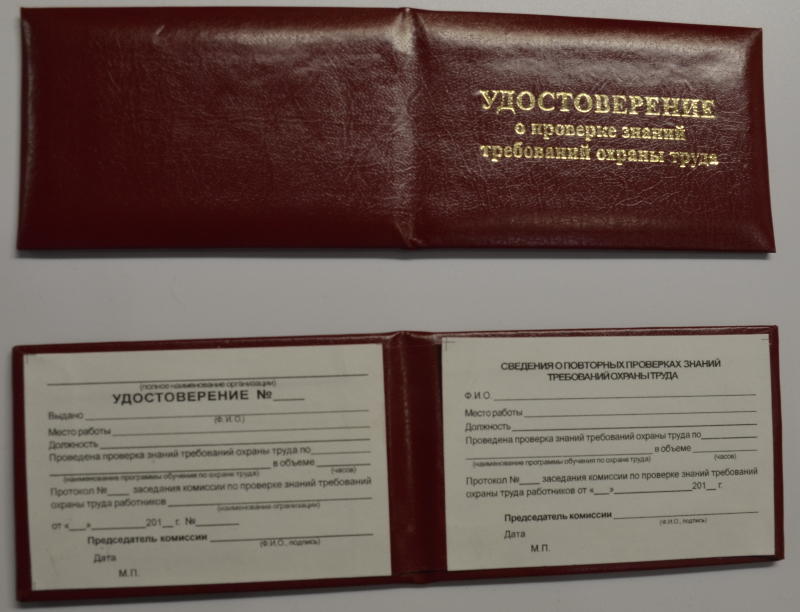 УДОСТОВЕРЕНИЕ
о проверке знаний
требований охраны труда
(полное наименование организации)
УДОСТОВЕРЕНИЕ №____
Выдано
(Ф.И.О.)
Место работы
Должность
Проведена проверка знаний требований охраны труда по
в объеме
(наименование программы обучения по охране труда) (часов)
Протокол №____ заседания комиссии по проверке знаний требований
охраны труда работников
(наименование организации)
от «___»__________201__ г. №________
Председатель комиссии
(Ф.И.О., подпись)
Дата
М.П.
СВЕДЕНИЯ О ПОВТОРНЫХ ПРОВЕРКАХ ЗНАНИЙ
ТРЕБОВАНИЙ ОХРАНЫ ТРУДА
Ф.И.О.
Место работы
Должность
Проведена проверка знаний требований охраны труда по
в объеме
(наименование программы обучения по охране труда) (часов)
Протокол №____ заседания комиссии по проверке знаний требований
охраны труда работников от «___»______________201__ г.
Председатель комиссии
(Ф.И.О., подпись)
Дата
М.П.